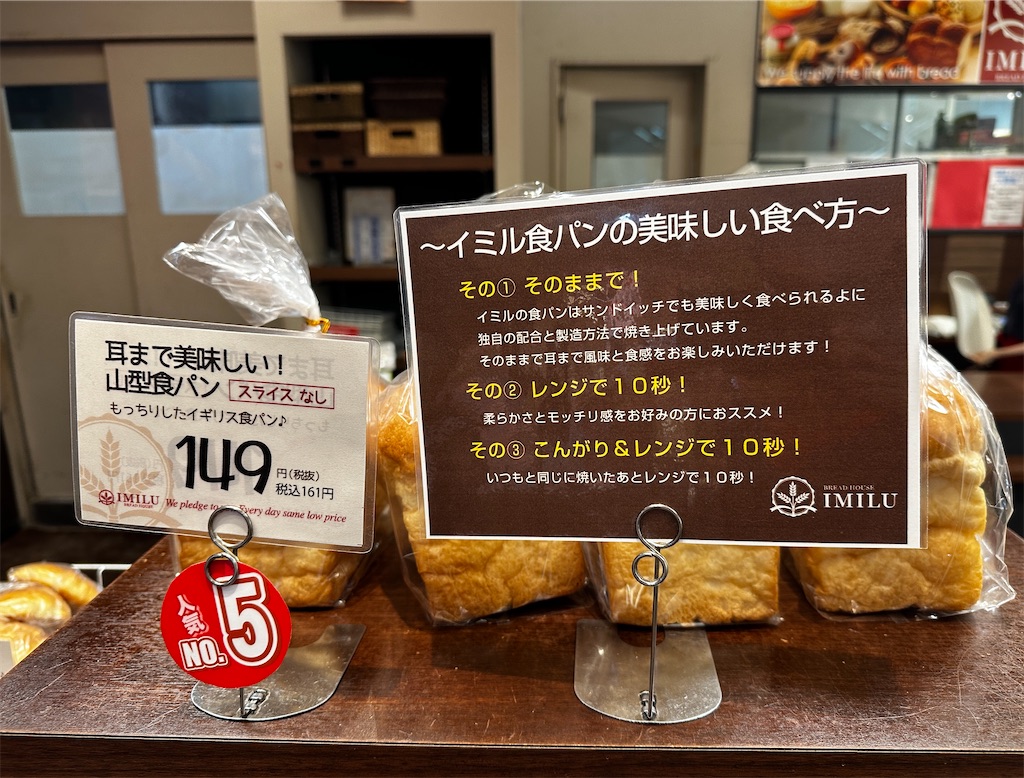 We supply the life with bread
IMI
～イミル食パンの美味しい食べ方～
その① そのままで！
イミルの食パンはサンドイッチでも美味しく食べられるよに
独自の配合と製造方法で焼き上げています。
そのままで耳まで風味と食感をお楽しみいただけます！
その② レンジで１０秒！
柔らかさとモッチリ感をお好みの方におススメ！
その③ こんがり＆レンジで１０秒！
いつもと同じに焼いたあとレンジで１０秒！
BREAD HOUSE
IMILU
耳まで美味しい！
山型食パン スライス なし
もっちりしたイギリス食パン♪
149 円（税抜）
税込161円
IMILU
BREAD HOUSE
We pledge to Every day same low price
人気
NO.5